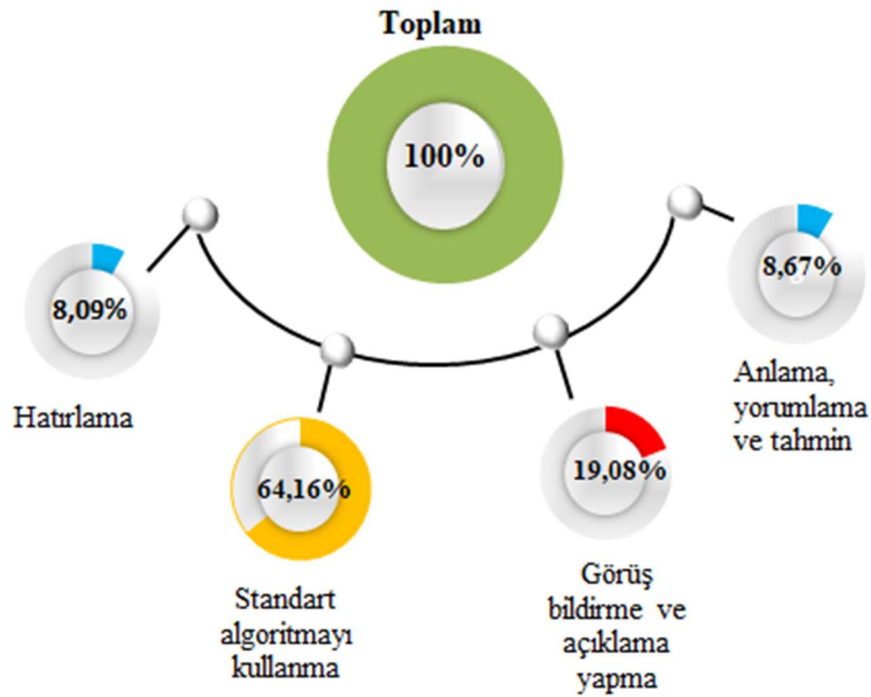 Toplam
100%
8,09%
Hatırlama
64,16%
Standart
algoritmayı
kullanma
19,08%
Görüş
bildirme ve
açıklama
yapma
8,67%
Anlama,
yorumlama
ve tahmin